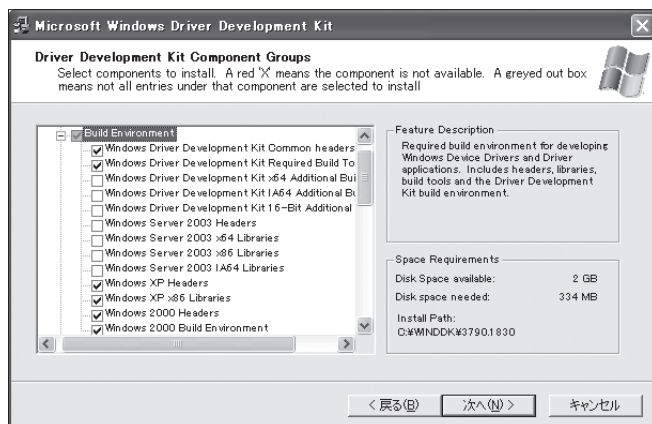 Microsoft Windows Driver Development Kit
Driver Development Kit Component Groups
Select components to install. A red 'X' means the component is not available. A greyed out box
means not all entries under that component are selected to
install
Build Environment
Windows Driver Development Kit Common headers
Windows Driver Development Kit Required Build To
Windows Driver Development Kit x64 Additional Bui
Windows Driver Development Kit IA64 Additional Bu
Windows Driver Development Kit 16-Bit Additional
Windows Server 2003 Headers
Windows Server 2003 x64 Libraries
Windows Server 2003 x86 Libraries
Windows Server 2003 IA64 Libraries
Windows XP Headers
Windows XP x86 Libraries
Windows 2000 Headers
Windows 2000 Build Environment
Feature Description
Required build environment for developing
Windows Device Drivers and Driver
applications. Includes headers, libraries,
build tools and the Driver Development
Kit build environment.
Space Requirements
Disk Space available: 2 GB
Disk space needed: 334 MB
Install Path:
C:¥WINDDK¥3790.1830
< 戻る(B) 次へ(N) > キャンセル